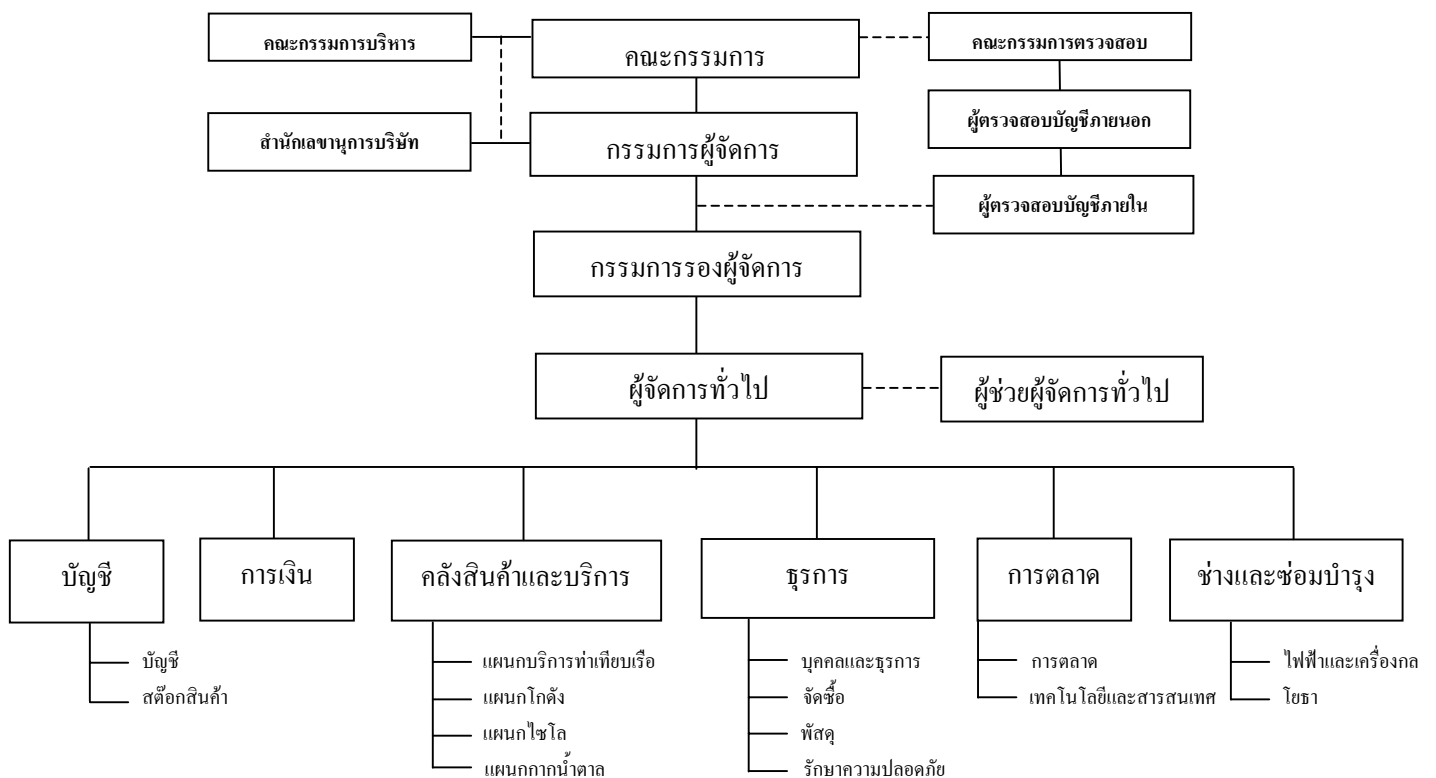 คณะกรรมการบริหาร
คณะกรรมการ
คณะกรรมการตรวจสอบ
สำนักเลขานุการบริษัท
กรรมการผู้จัดการ
ผู้ตรวจสอบบัญชีภายนอก
ผู้ตรวจสอบบัญชีภายใน
กรรมการรองผู้จัดการ
ผู้จัดการทั่วไป
ผู้ช่วยผู้จัดการทั่วไป
บัญชี
การเงิน
คลังสินค้าและบริการ
ธุรการ
การตลาด
ช่างและซ่อมบำรุง
บัญชี
สต๊อกสินค้า
แผนกบริการท่าเทียบเรือ
แผนกโกดัง
แผนกไซโล
แผนกกากน้ำตาล
บุคคลและธุรการ
จัดซื้อ
พัสดุ
รักษาความปลอดภัย
การตลาด
เทคโนโลยีและสารสนเทศ
ไฟฟ้าและเครื่องกล
โยธา